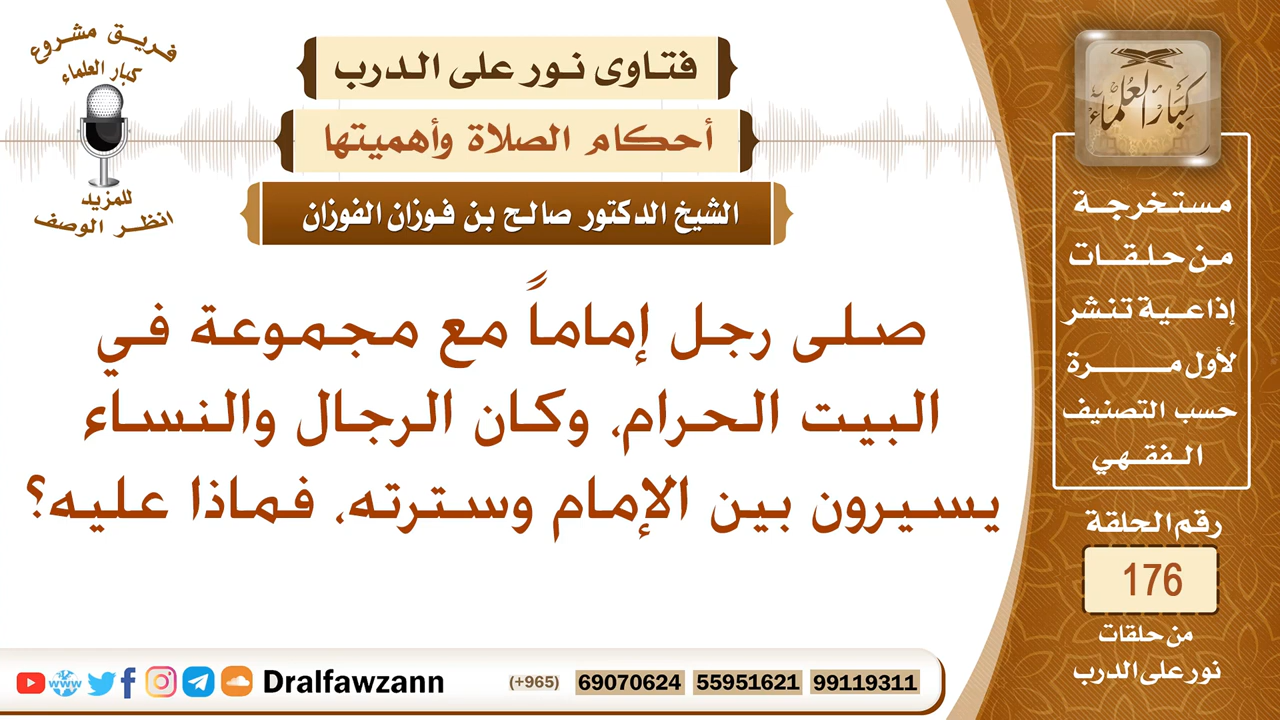 فريق مشروع
كبار العلماء
للمزيد
انظر الوصف
فتاوى نور على الدرب
أحكام الصلاة وأهميتها
الشيخ الدكتور صالح بن فوزان الفوزان
صلى رجل إماماً مع مجموعة في
البيت الحرام، وكان الرجال والنساء
يسيرون بين الإمام وسترته، فماذا عليه؟
كبار العلماء
مستخرجة
من حلقات
إذاعية تنشر
لأول مرة
حسب التصنيف
الفقهي
رقم الحلقة
176
من حلقات
نور على الدرب
www Dralfawzann (+965) 69070624 55951621 99119311